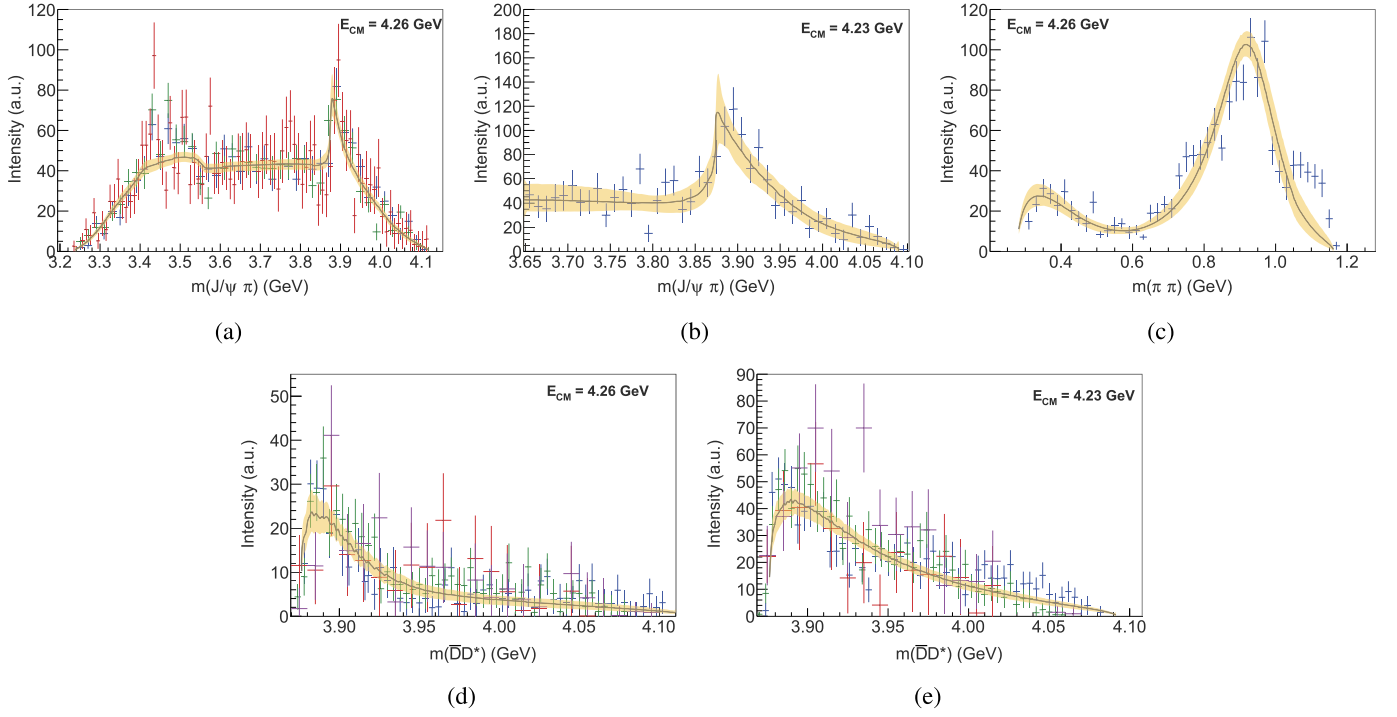 E_CM = 4.26 GeV
Intensity (a.u.)
120
100
80
60
40
20
0
3.2 3.3 3.4 3.5 3.6 3.7 3.8 3.9 4.0 4.1
m(J/ψ π) (GeV)
(a)
E_CM = 4.23 GeV
Intensity (a.u.)
200
180
160
140
120
100
80
60
40
20
0
3.65 3.70 3.75 3.80 3.85 3.90 3.95 4.00 4.05 4.10
m(J/ψ π) (GeV)
(b)
E_CM = 4.26 GeV
Intensity (a.u.)
120
100
80
60
40
20
0
0.4 0.6 0.8 1.0 1.2
m(π π) (GeV)
(c)
E_CM = 4.26 GeV
Intensity (a.u.)
50
40
30
20
10
0
3.90 3.95 4.00 4.05 4.10
m(D̅D*) (GeV)
(d)
E_CM = 4.23 GeV
Intensity (a.u.)
90
80
70
60
50
40
30
20
10
0
3.90 3.95 4.00 4.05 4.10
m(D̅D*) (GeV)
(e)